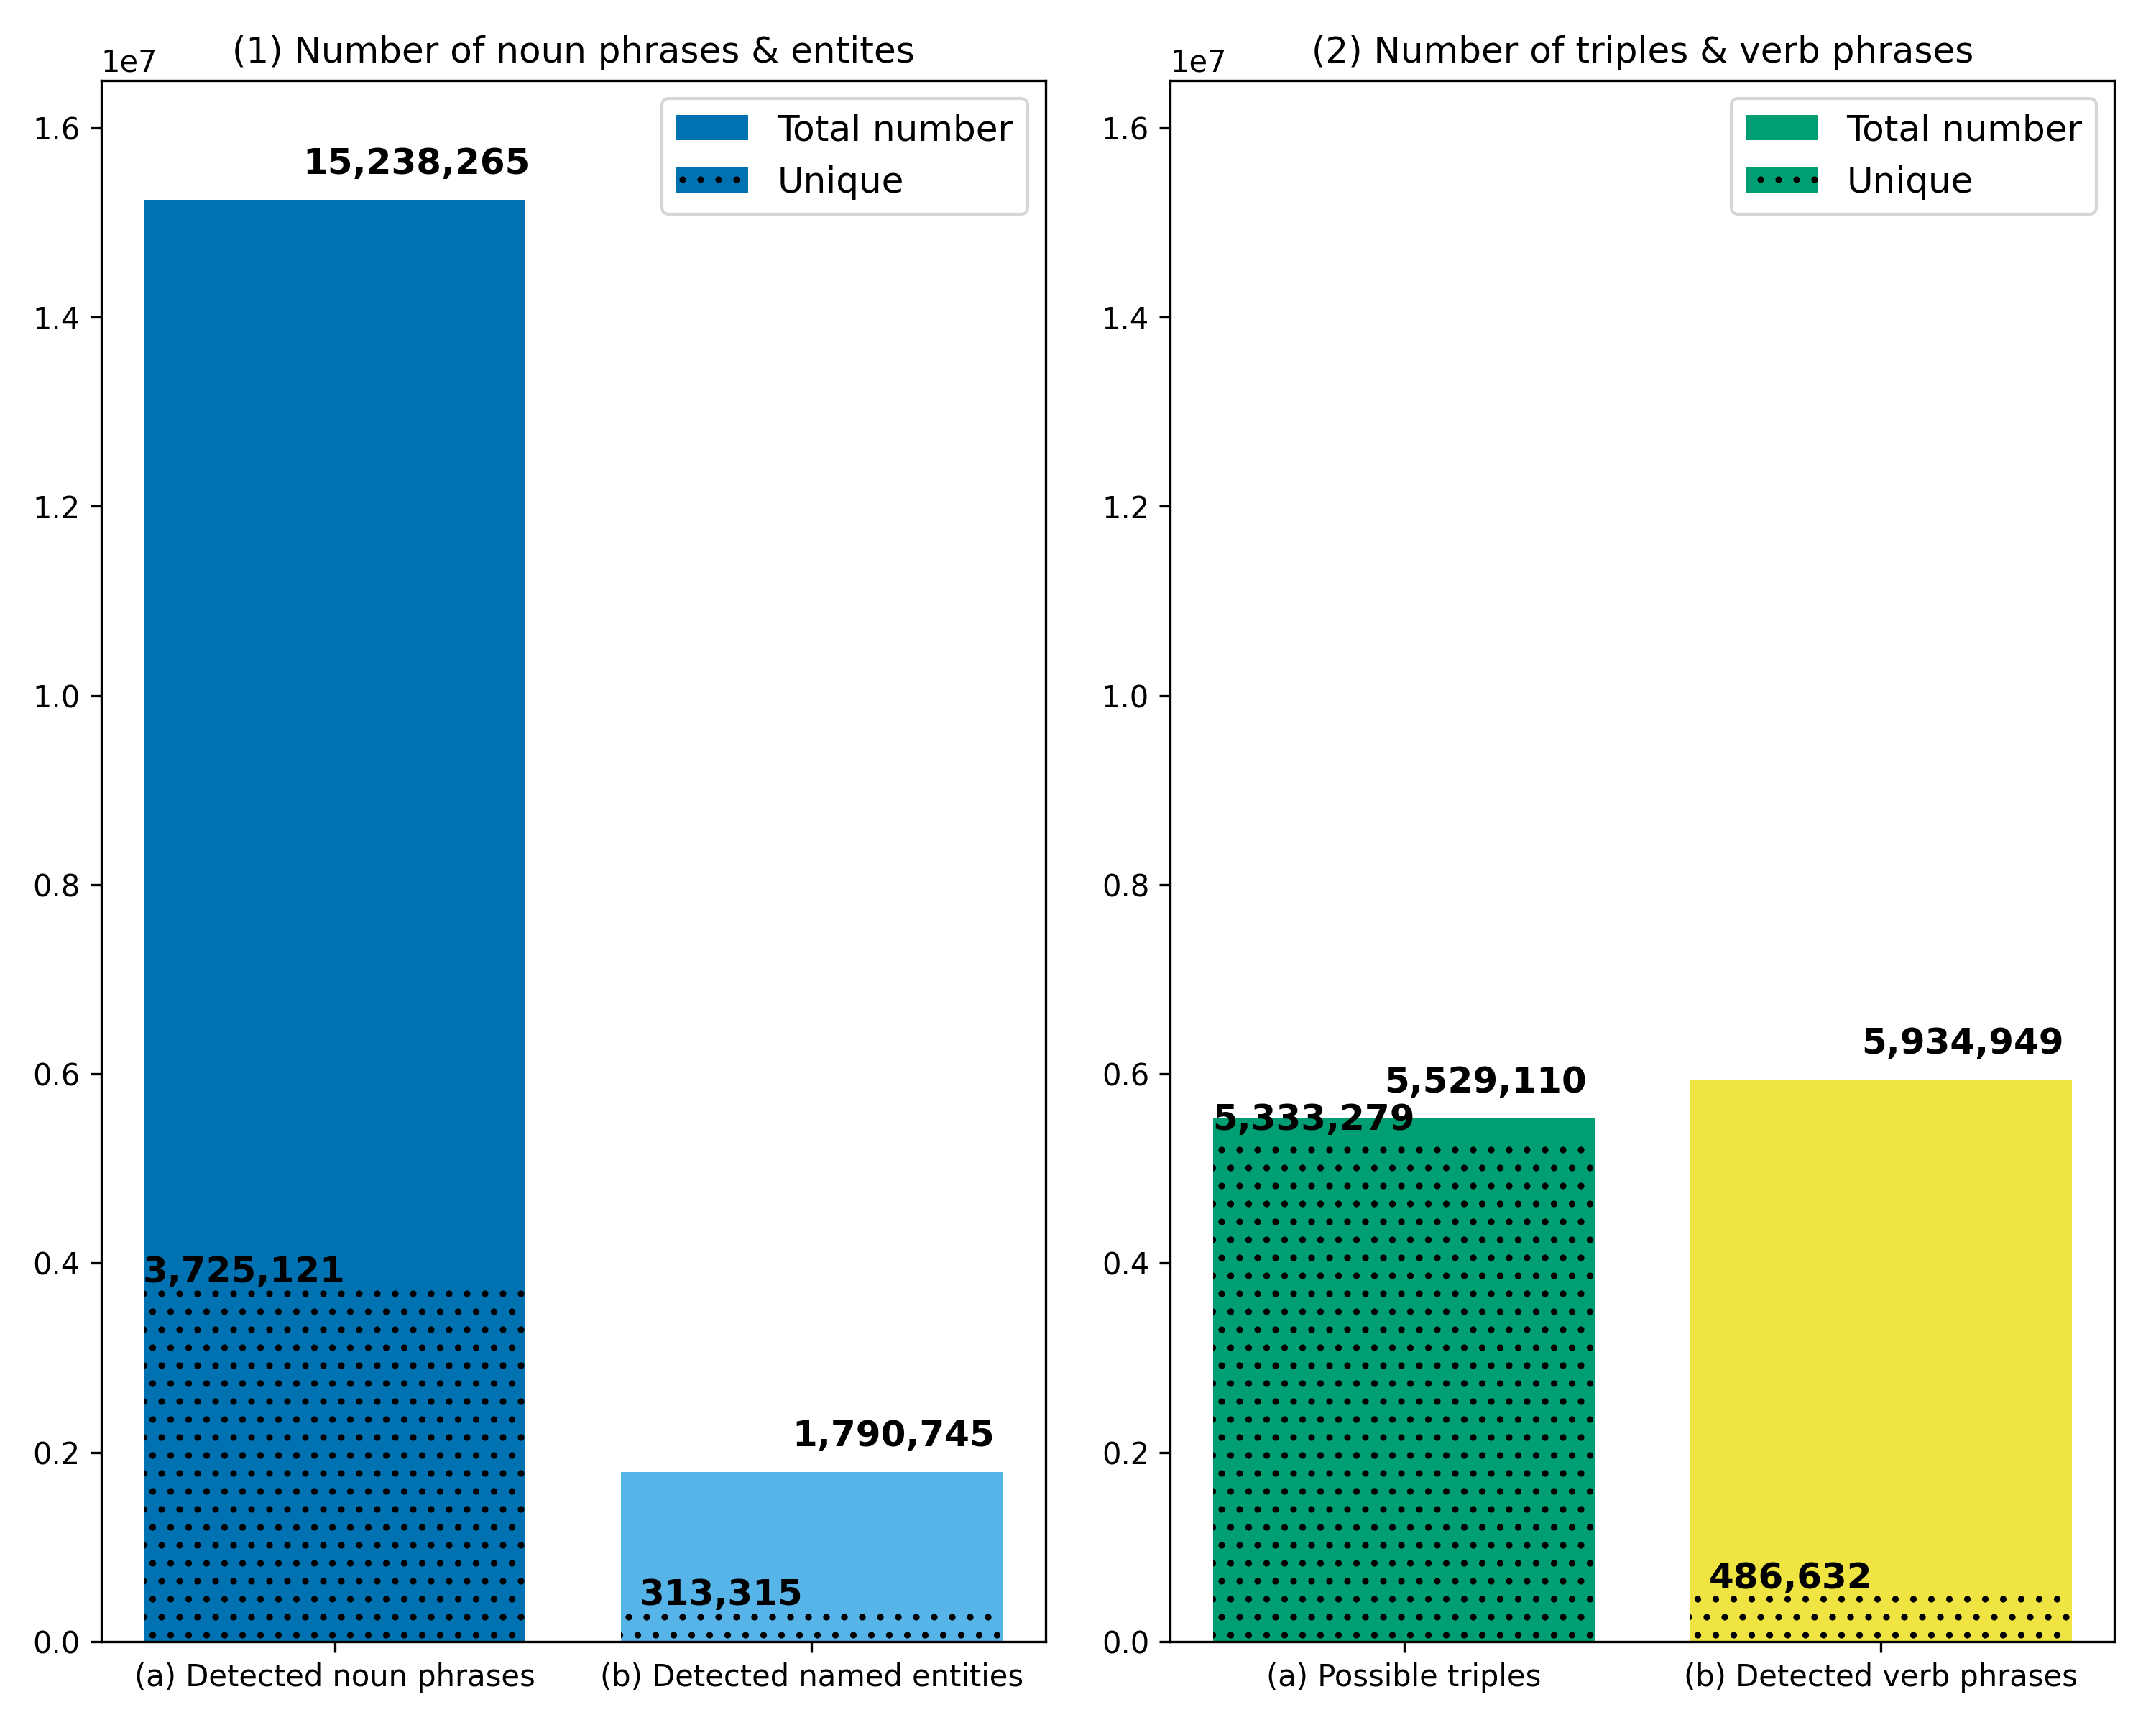 (1) Number of noun phrases & entites
1e7
Total number
Unique
1.6
1.4
1.2
1.0
0.8
0.6
0.4
0.2
0.0
15,238,265
3,725,121
1,790,745
313,315
(a) Detected noun phrases
(b) Detected named entities
(2) Number of triples & verb phrases
1e7
Total number
Unique
1.6
1.4
1.2
1.0
0.8
0.6
0.4
0.2
0.0
5,529,110
5,333,279
5,934,949
486,632
(a) Possible triples
(b) Detected verb phrases